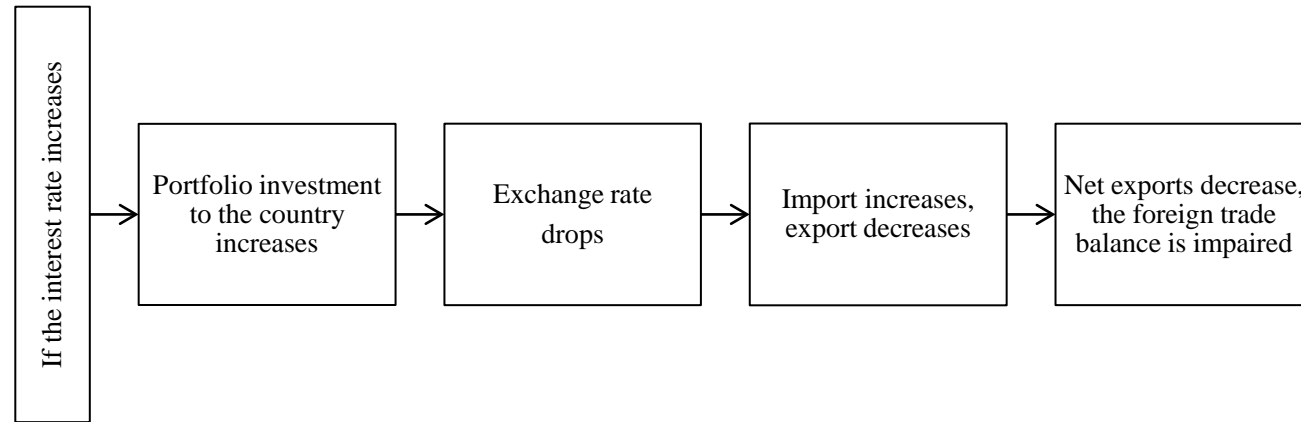 If the interest rate increases
Portfolio investment
to the country
increases
Exchange rate
drops
Import increases,
export decreases
Net exports decrease,
the foreign trade
balance is impaired